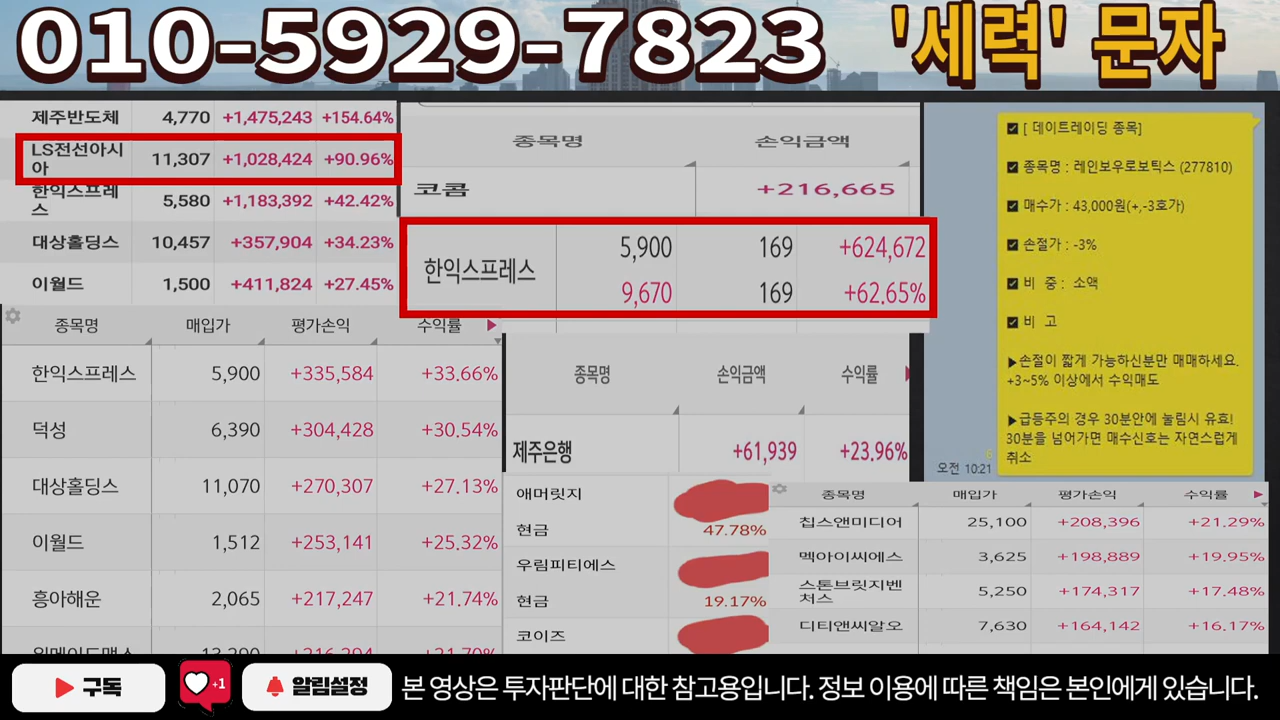 010-5929-7823 '세력' 문자
제주반도체 4,770 +1,475,243 +154.64%
LS전선아시아 11,307 +1,028,424 +90.96%
한익스프레스 5,580 +1,183,392 +42.42%
대상홀딩스 10,457 +357,904 +34.23%
이월드 1,500 +411,824 +27.45%
종목명 손익금액
코콤 +216,665
한익스프레스 5,900 169 +624,672
9,670 169 +62,65%
☑ [ 데이트레이딩 종목]
☑ 종목명 : 레인보우로보틱스 (277810)
☑ 매수가 : 43,000원(+,-3호가)
☑ 손절가 : -3%
☑ 비 중 : 소액
☑ 비 고
▶손절이 짧게 가능하신분만 매매하세요.
+3~5% 이상에서 수익매도
▶급등주의 경우 30분안에 눌림시 유효!
30분을 넘어가면 매수신호는 자연스럽게
취소
6
오전 10:21
종목명 매입가 평가손익 수익률
한익스프레스 5,900 +335,584 +33.66%
덕성 6,390 +304,428 +30.54%
대상홀딩스 11,070 +270,307 +27.13%
이월드 1,512 +253,141 +25.32%
흥아해운 2,065 +217,247 +21.74%
종목명 손익금액 수익률
제주은행 +61,939 +23.96%
애머릿지
현금 47.78%
우림피티에스
현금 19.17%
코이즈
종목명 매입가 평가손익 수익률
칩스앤미디어 25,100 +208,396 +21.29%
멕아이씨에스 3,625 +198,889 +19.95%
스톤브릿지벤처스 5,250 +174,317 +17.48%
디티앤씨알오 7,630 +164,142 +16.17%
구독 +1 알림설정 본 영상은 투자판단에 대한 참고용입니다. 정보 이용에 따른 책임은 본인에게 있습니다.